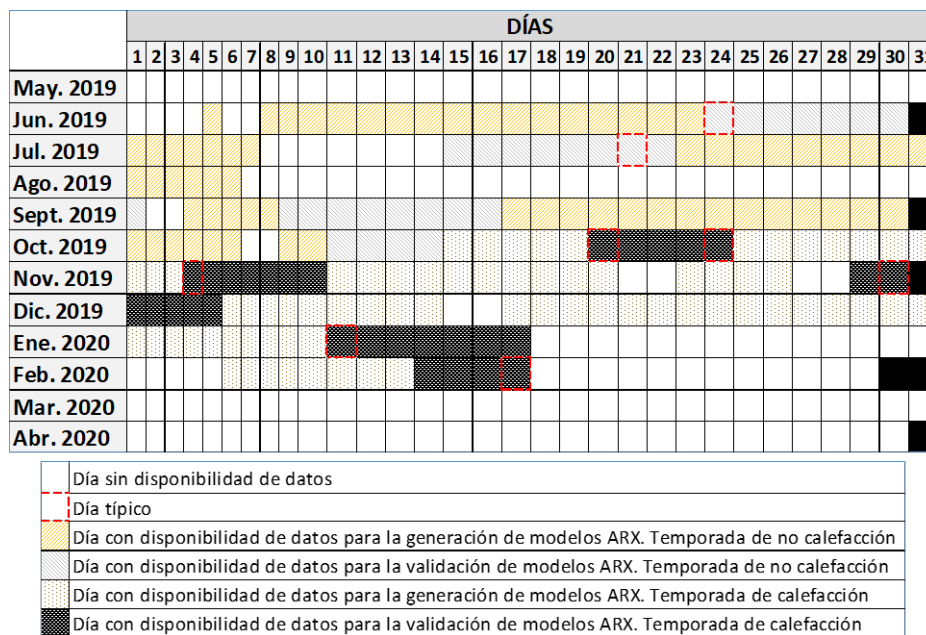 DÍAS
1 2 3 4 5 6 7 8 9 10 11 12 13 14 15 16 17 18 19 20 21 22 23 24 25 26 27 28 29 30 31
May. 2019
Jun. 2019
Jul. 2019
Ago. 2019
Sept. 2019
Oct. 2019
Nov. 2019
Dic. 2019
Ene. 2020
Feb. 2020
Mar. 2020
Abr. 2020
Día sin disponibilidad de datos
Día típico
Día con disponibilidad de datos para la generación de modelos ARX. Temporada de no calefacción
Día con disponibilidad de datos para la validación de modelos ARX. Temporada de no calefacción
Día con disponibilidad de datos para la generación de modelos ARX. Temporada de calefacción
Día con disponibilidad de datos para la validación de modelos ARX. Temporada de calefacción